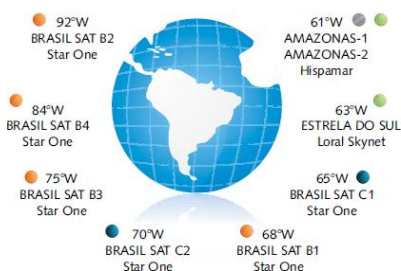 92°W
BRASIL SAT B2
Star One
61°W
AMAZONAS-1
AMAZONAS-2
Hispamar
84°W
BRASIL SAT B4
Star One
63°W
ESTRELA DO SUL
Loral Skynet
75°W
BRASIL SAT B3
Star One
65°W
BRASIL SAT C1
Star One
70°W
BRASIL SAT C2
Star One
68°W
BRASIL SAT B1
Star One